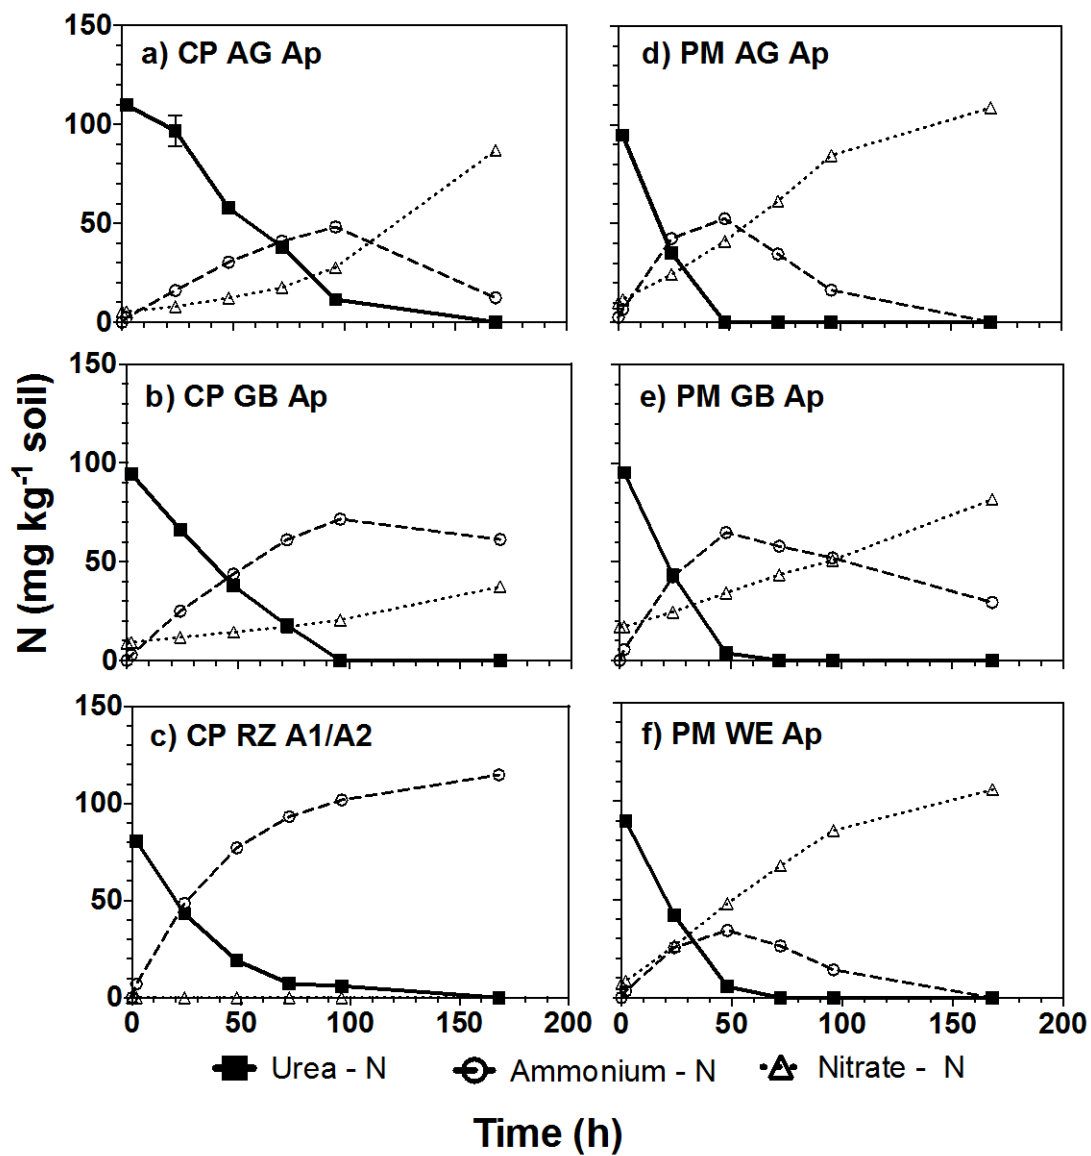 a) CP AG Ap
150
100
50
0
d) PM AG Ap
b) CP GB Ap
150
100
50
0
e) PM GB Ap
c) CP RZ A1/A2
150
100
50
0
f) PM WE Ap
N (mg kg-1 soil)
0 50 100 150 200
0 50 100 150 200
Urea - N Ammonium - N Nitrate - N
Time (h)